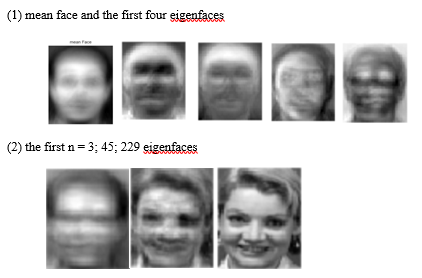 (1) mean face and the first four eigenfaces
mean face
(2) the first n = 3; 45; 229 eigenfaces